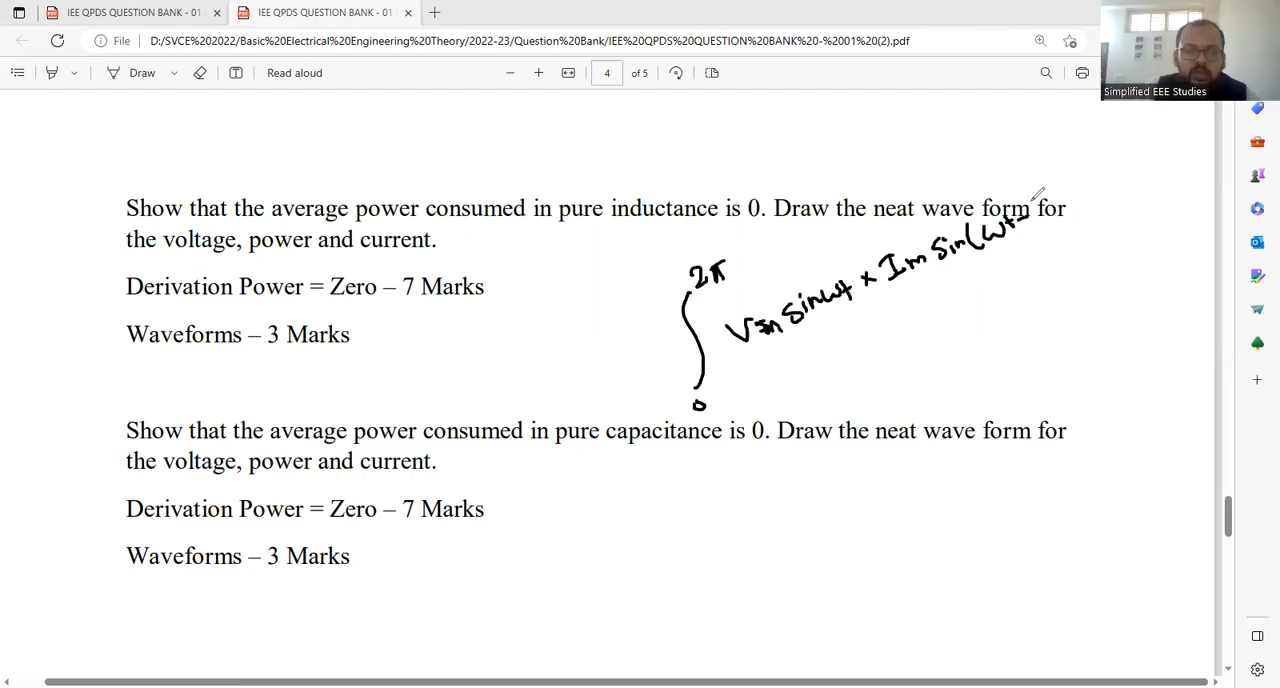 IEE QPDS QUESTION BANK - 01
IEE QPDS QUESTION BANK - 01
File
D:/SVCE%202022/Basic%20Electrical%20Engineering%20Theory/2022-23/Question%20Bank/IEE%20QPDS%20QUESTION%20BANK%20-%2001%20(2).pdf
Draw
Read aloud
4 of 5
Simplified EEE Studies
Show that the average power consumed in pure inductance is 0. Draw the neat wave form for
the voltage, power and current.
Derivation Power = Zero – 7 Marks
Waveforms – 3 Marks
∫ 2π
Vm Sinωt × Im Sin(ωt-
0
Show that the average power consumed in pure capacitance is 0. Draw the neat wave form for
the voltage, power and current.
Derivation Power = Zero – 7 Marks
Waveforms – 3 Marks